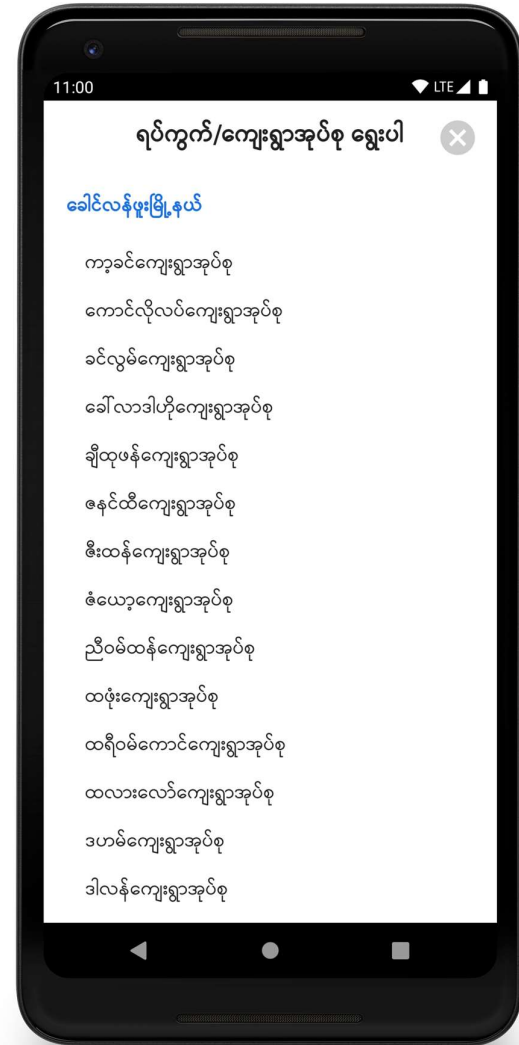 11:00
LTE
ရပ်ကွက်/ကျေးရွာအုပ်စု ရွေးပါ
ခေါင်လန်ဖူးမြို့နယ်
ကာ့ခင်ကျေးရွာအုပ်စု
ကောင်လိုလပ်ကျေးရွာအုပ်စု
ခင်လွမ်ကျေးရွာအုပ်စု
ခေါ်လာဒါဟိုကျေးရွာအုပ်စု
ချီထုဖန်ကျေးရွာအုပ်စု
ဇနင်ထီကျေးရွာအုပ်စု
ဇီးထန်ကျေးရွာအုပ်စု
ဇံယော့ကျေးရွာအုပ်စု
ညီဝမ်ထန်ကျေးရွာအုပ်စု
ထဖုံးကျေးရွာအုပ်စု
ထရီဝမ်ကောင်ကျေးရွာအုပ်စု
ထလားလော်ကျေးရွာအုပ်စု
ဒဟမ်ကျေးရွာအုပ်စု
ဒါလန်ကျေးရွာအုပ်စု